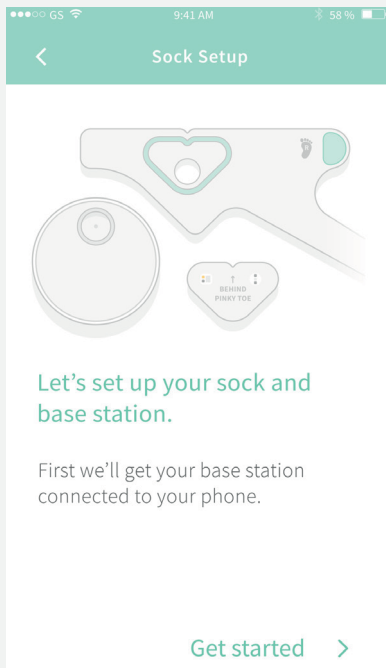 GS 9:41 AM 58 %
Sock Setup
BEHIND
PINKY TOE
Let’s set up your sock and
base station.
First we’ll get your base station
connected to your phone.
Get started